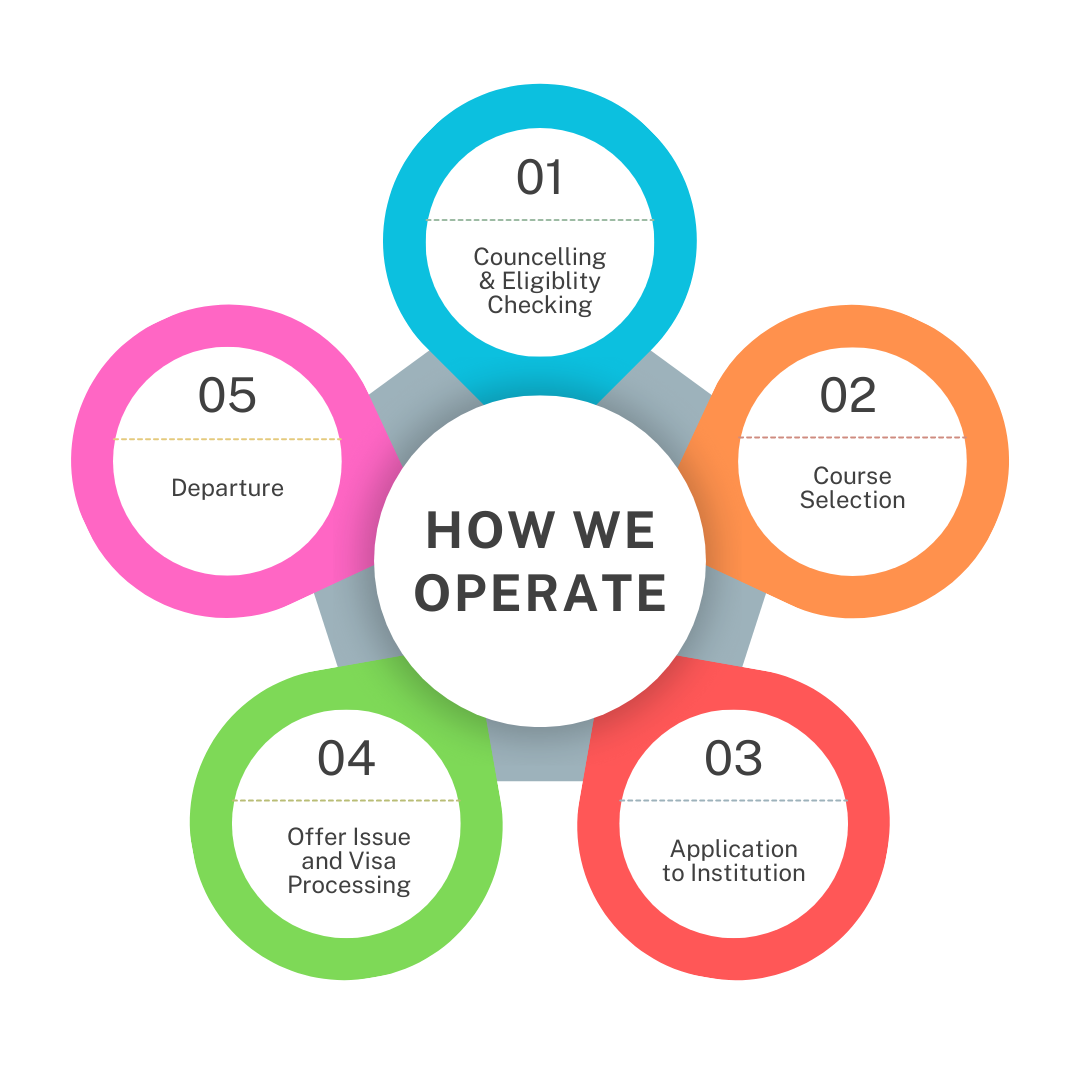 01
Councelling
& Eligiblity
Checking
02
Course
Selection
03
Application
to Institution
04
Offer Issue
and Visa
Processing
05
Departure
HOW WE
OPERATE